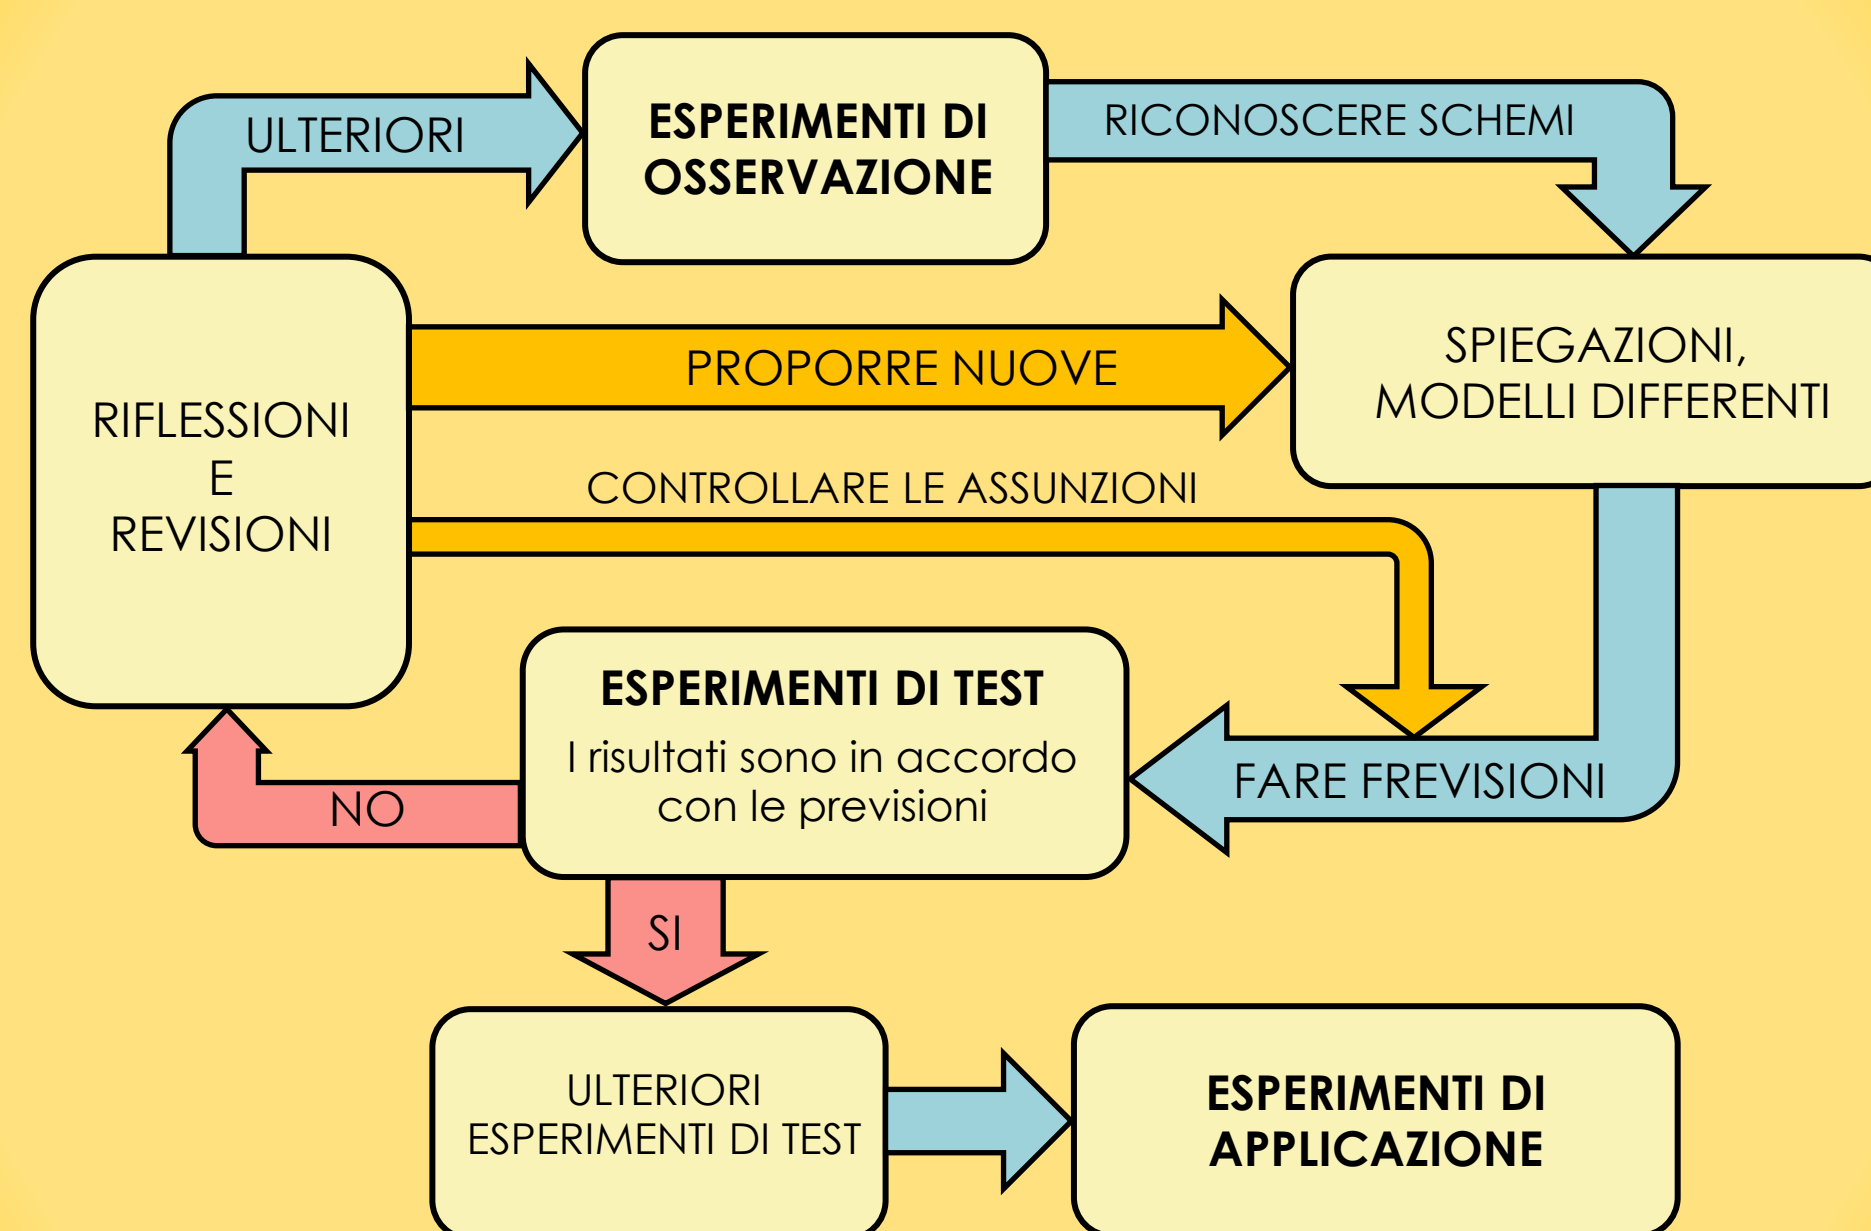 ULTERIORI
ESPERIMENTI DI
OSSERVAZIONE
RICONOSCERE SCHEMI
RIFLESSIONI
E
REVISIONI
PROPORRE NUOVE
SPIEGAZIONI,
MODELLI DIFFERENTI
CONTROLLARE LE ASSUNZIONI
ESPERIMENTI DI TEST
I risultati sono in accordo
con le previsioni
FARE FREVISIONI
NO
SI
ULTERIORI
ESPERIMENTI DI TEST
ESPERIMENTI DI
APPLICAZIONE